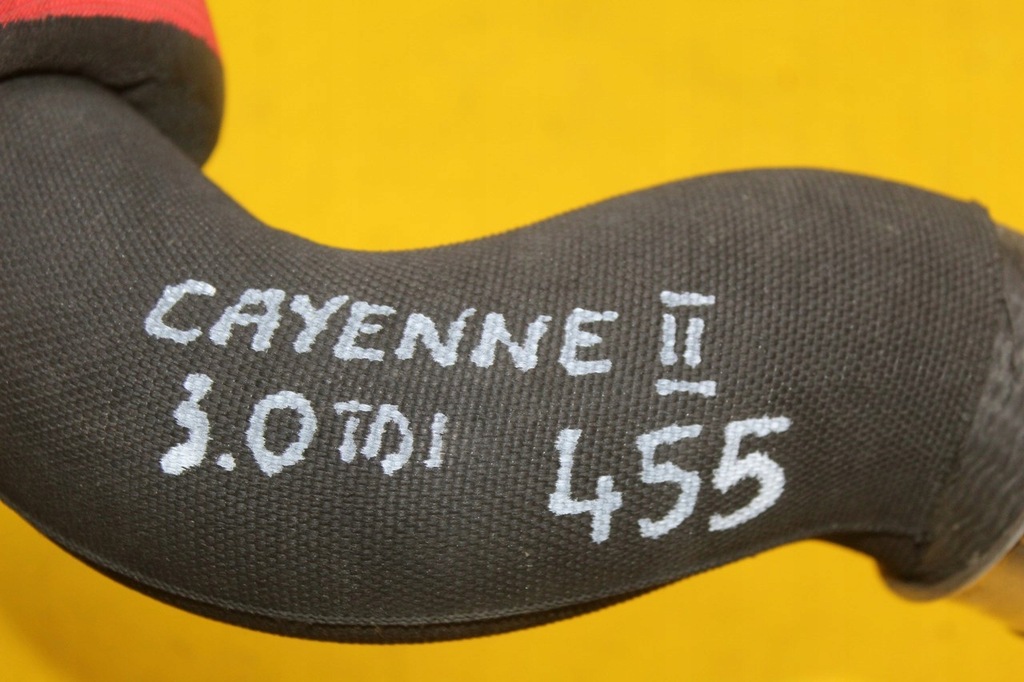 CAYENNE II
3.0 TDI 455